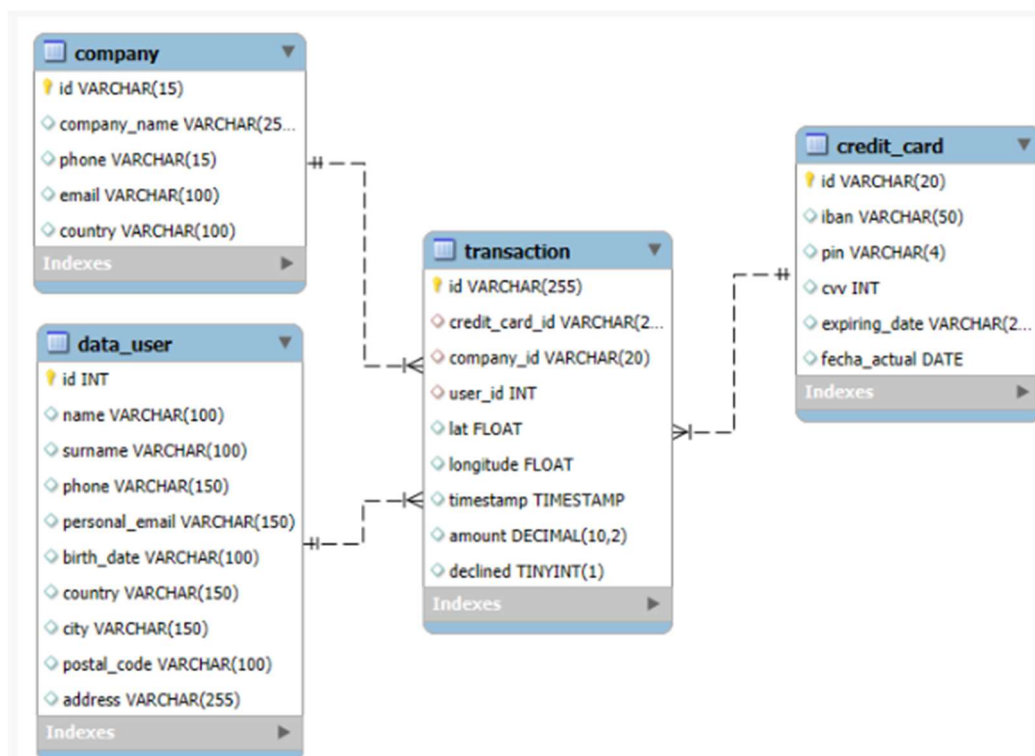 company
id VARCHAR(15)
company_name VARCHAR(25...
phone VARCHAR(15)
email VARCHAR(100)
country VARCHAR(100)
Indexes
data_user
id INT
name VARCHAR(100)
surname VARCHAR(100)
phone VARCHAR(150)
personal_email VARCHAR(150)
birth_date VARCHAR(100)
country VARCHAR(150)
city VARCHAR(150)
postal_code VARCHAR(100)
address VARCHAR(255)
Indexes
transaction
id VARCHAR(255)
credit_card_id VARCHAR(2...
company_id VARCHAR(20)
user_id INT
lat FLOAT
longitude FLOAT
timestamp TIMESTAMP
amount DECIMAL(10,2)
declined TINYINT(1)
Indexes
credit_card
id VARCHAR(20)
iban VARCHAR(50)
pin VARCHAR(4)
cvv INT
expiring_date VARCHAR(2...
fecha_actual DATE
Indexes